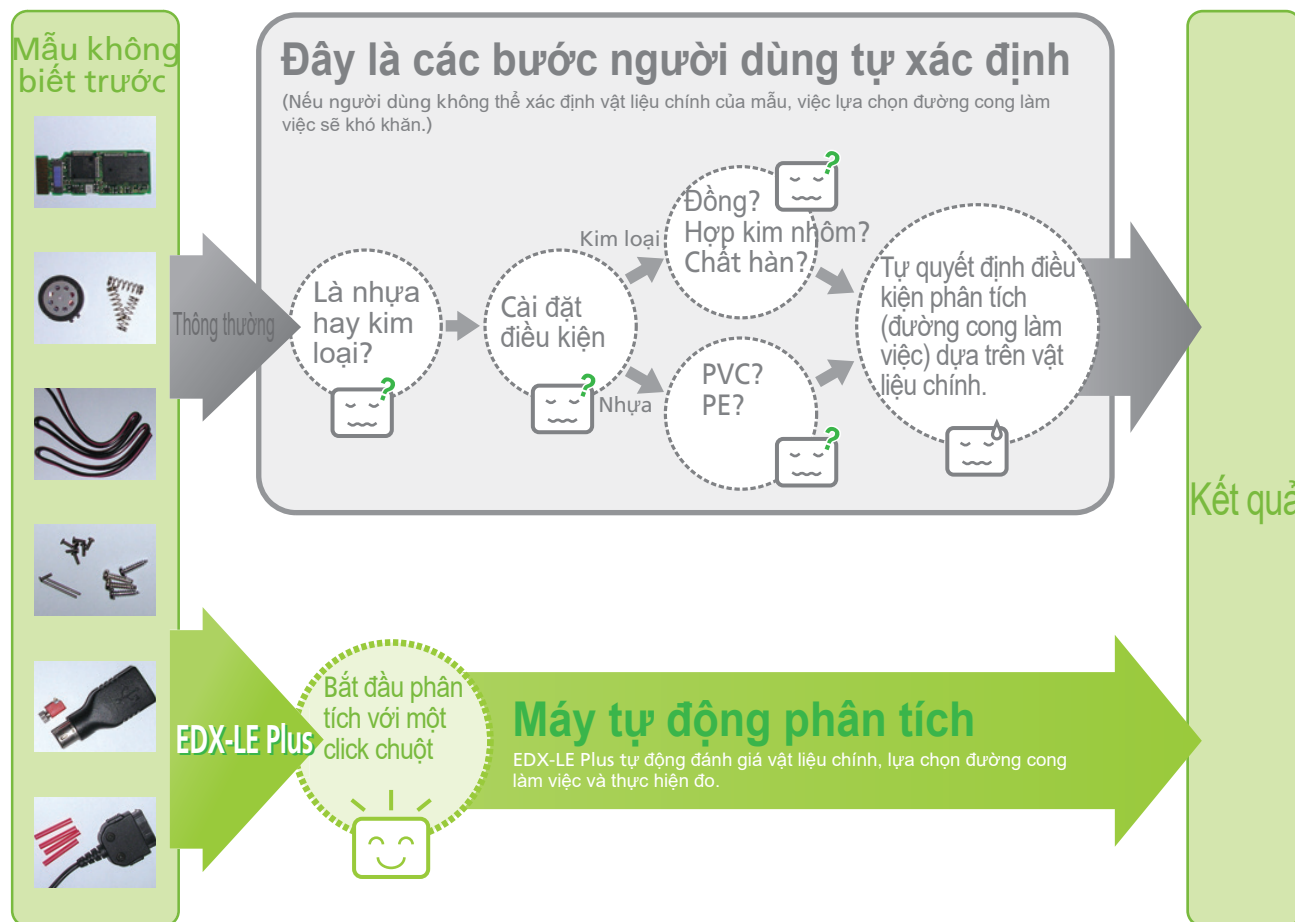 Mẫu không
biết trước
Đây là các bước người dùng tự xác định
(Nếu người dùng không thể xác định vật liệu chính của mẫu, việc lựa chọn đường cong làm
việc sẽ khó khăn.)
Thông thường
Là nhựa
hay kim
loại?
?
Cài đặt
điều kiện
?
Kim loại
Đồng?
Hợp kim nhôm?
Chất hàn?
?
Nhựa
PVC?
PE?
?
Tự quyết định điều
kiện phân tích
(đường cong làm
việc) dựa trên vật
liệu chính.
Kết quả
EDX-LE Plus
Bắt đầu phân
tích với một
click chuột
Máy tự động phân tích
EDX-LE Plus tự động đánh giá vật liệu chính, lựa chọn đường cong
làm việc và thực hiện đo.